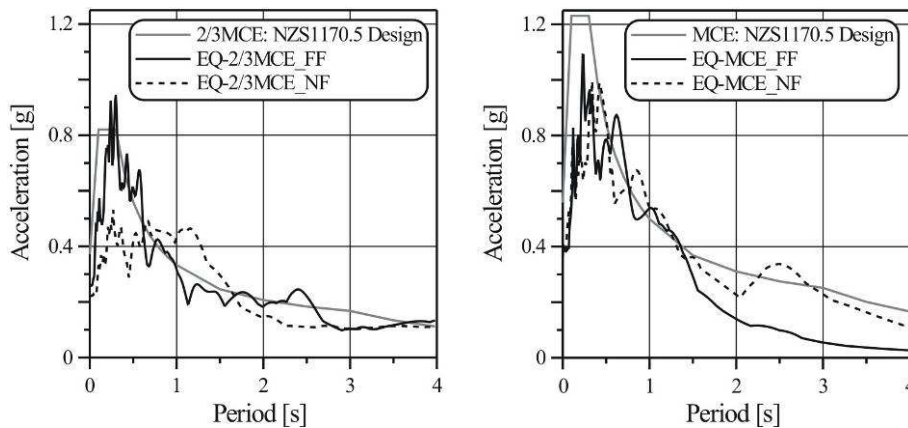 1.2
2/3MCE: NZS1170.5 Design
EQ-2/3MCE_FF
EQ-2/3MCE_NF
Acceleration [g]
0.8
0.4
0
0 1 2 3 4
Period [s]
1.2
MCE: NZS1170.5 Design
EQ-MCE_FF
EQ-MCE_NF
Acceleration [g]
0.8
0.4
0
0 1 2 3 4
Period [s]